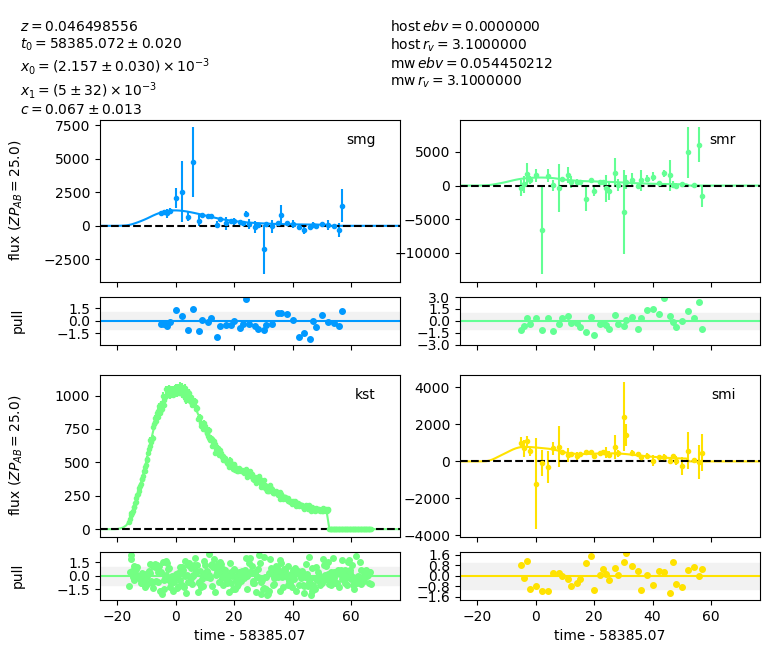 z = 0.046498556
t₀ = 58385.072 ± 0.020
x₀ = (2.157 ± 0.030) × 10⁻³
x₁ = (5 ± 32) × 10⁻³
c = 0.067 ± 0.013
host ebv = 0.0000000
host r_v = 3.1000000
mw ebv = 0.054450212
mw r_v = 3.1000000
flux (ZP_AB = 25.0)
7500
5000
2500
0
−2500
smg
5000
0
−5000
−10000
smr
pull
1.5
0.0
−1.5
3.0
1.5
0.0
−1.5
−3.0
flux (ZP_AB = 25.0)
1000
750
500
250
0
kst
4000
2000
0
−2000
−4000
smi
pull
1.5
0.0
−1.5
1.6
0.8
0.0
−0.8
−1.6
−20 0 20 40 60
−20 0 20 40 60
time - 58385.07
time - 58385.07